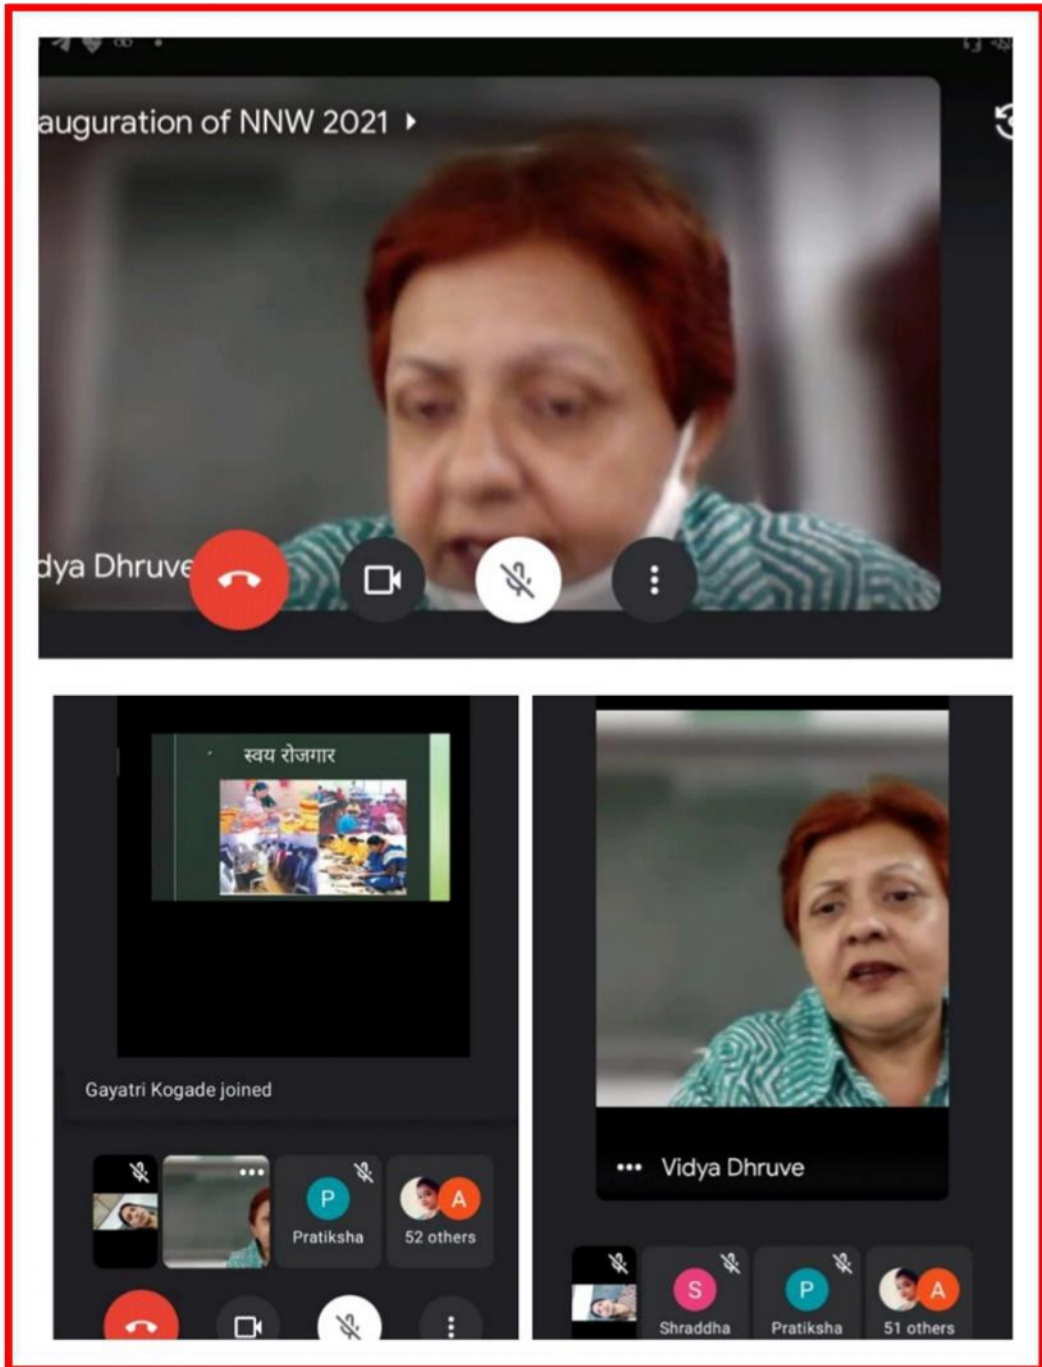 auguration of NNW 2021
dya Dhruve
स्वय रोजगार
Gayatri Kogade joined
P
A
Pratiksha
52 others
Vidya Dhruve
S
P
A
Shraddha
Pratiksha
51 others